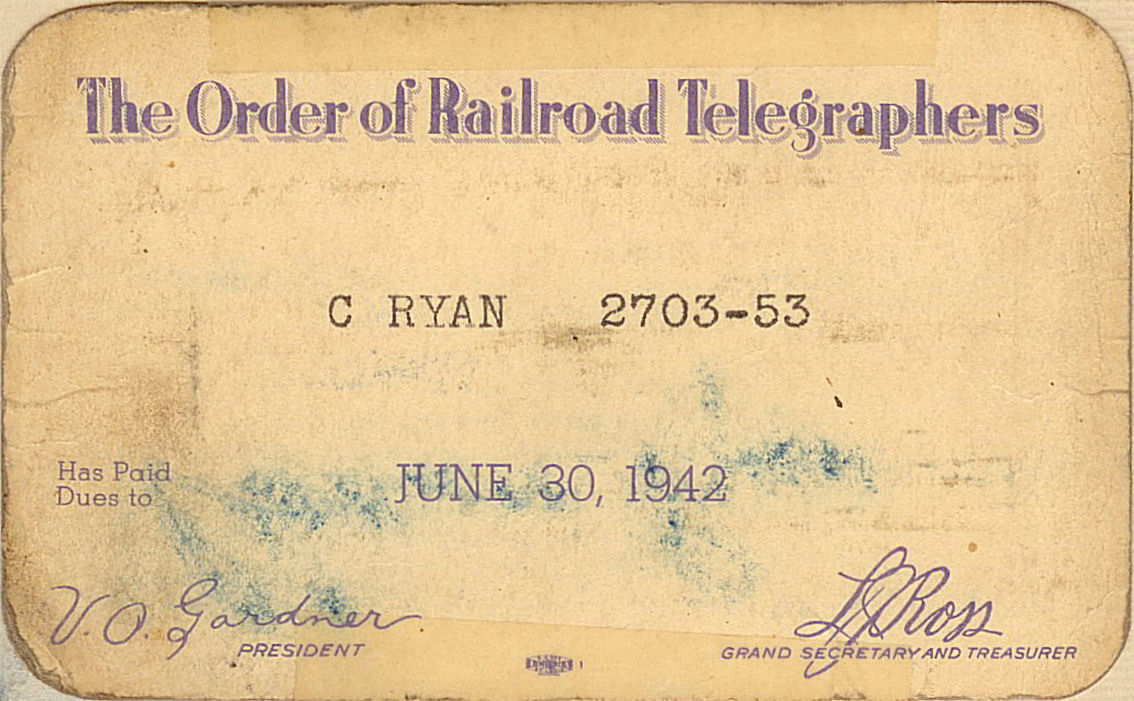 The Order of Railroad Telegraphers
C RYAN 2703-53
Has Paid
Dues to
JUNE 30, 1942
V. O. Gardner
PRESIDENT
L J Ross
GRAND SECRETARY AND TREASURER